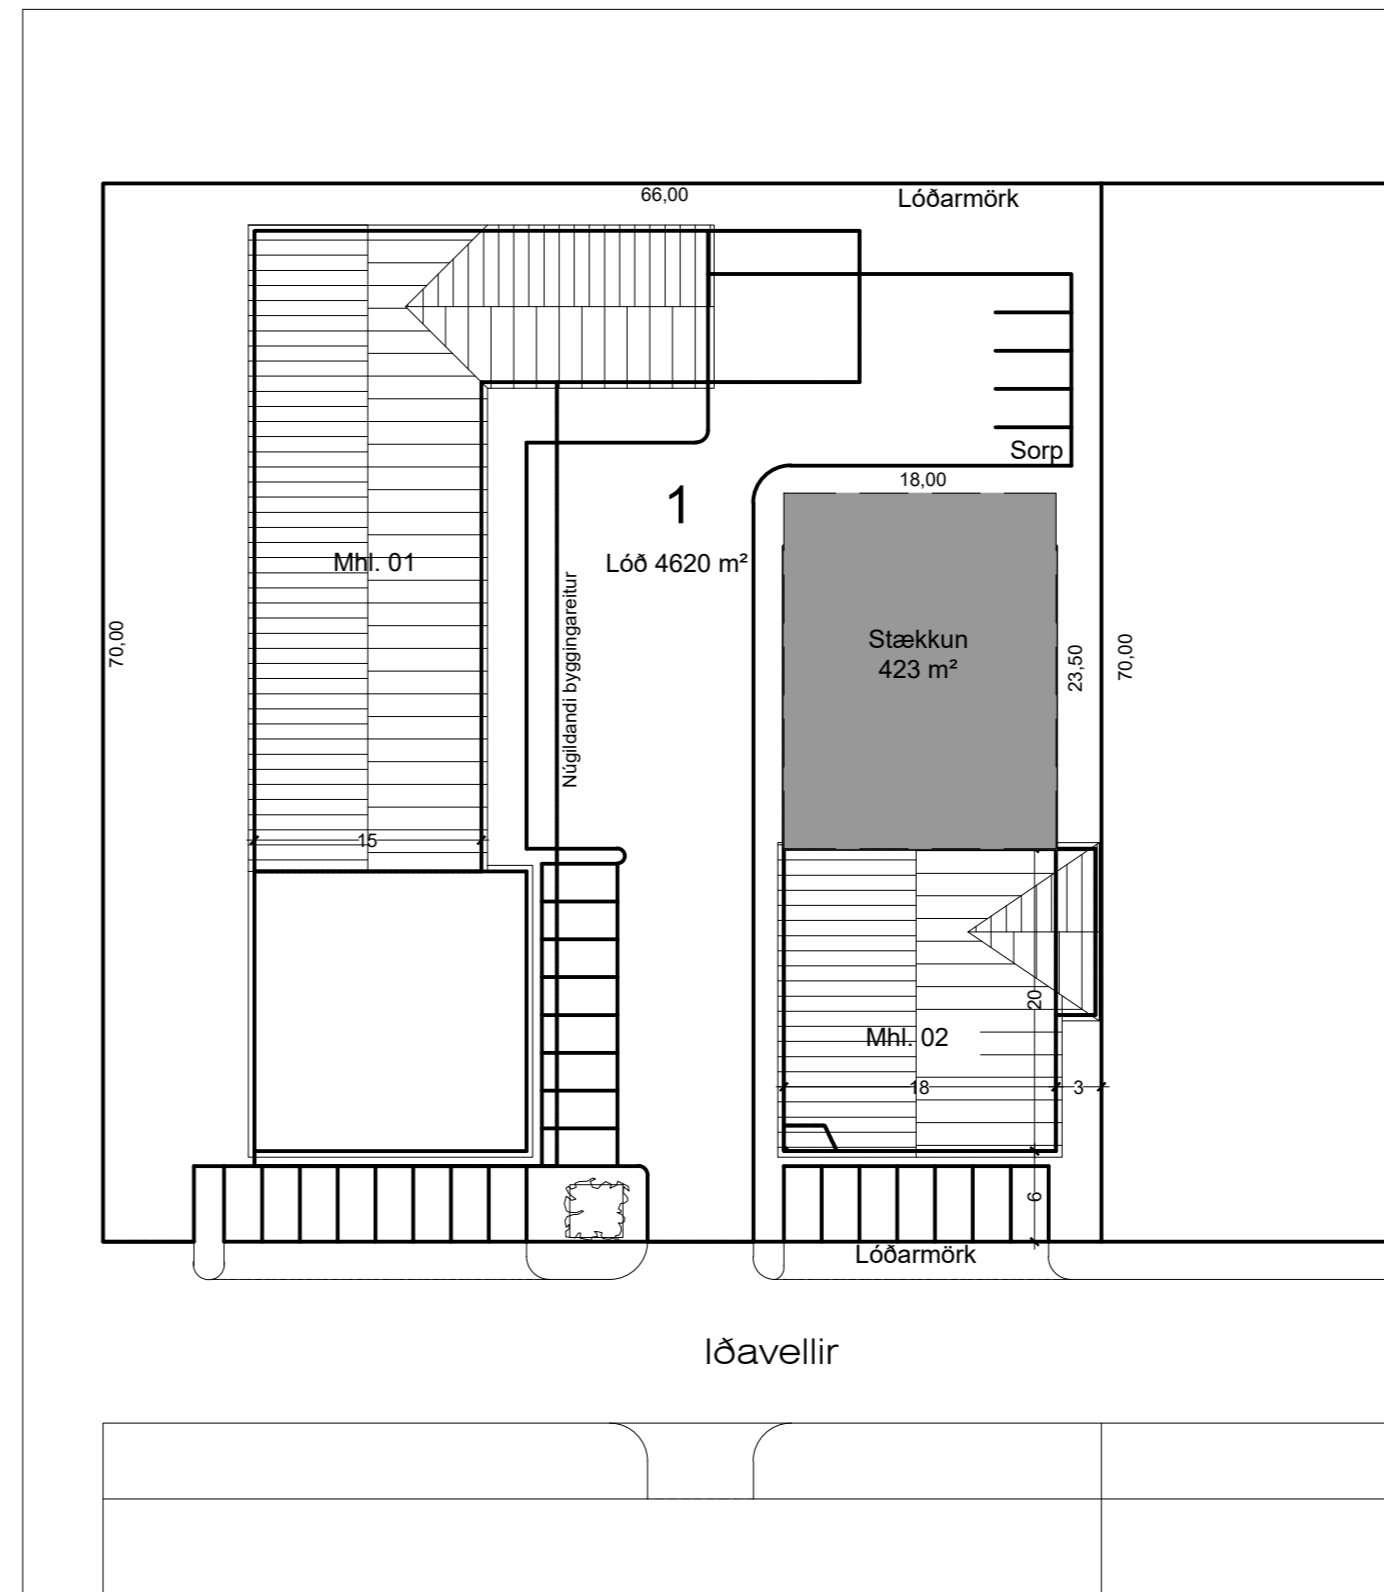 66,00
Lóðarmörk
Sorp
18,00
1
Lóð 4620 m²
Mhl. 01
Núgildandi byggingareitur
70,00
Stækkun
423 m²
23,50
70,00
15
20
Mhl. 02
18
3
6
Lóðarmörk
Iðavellir